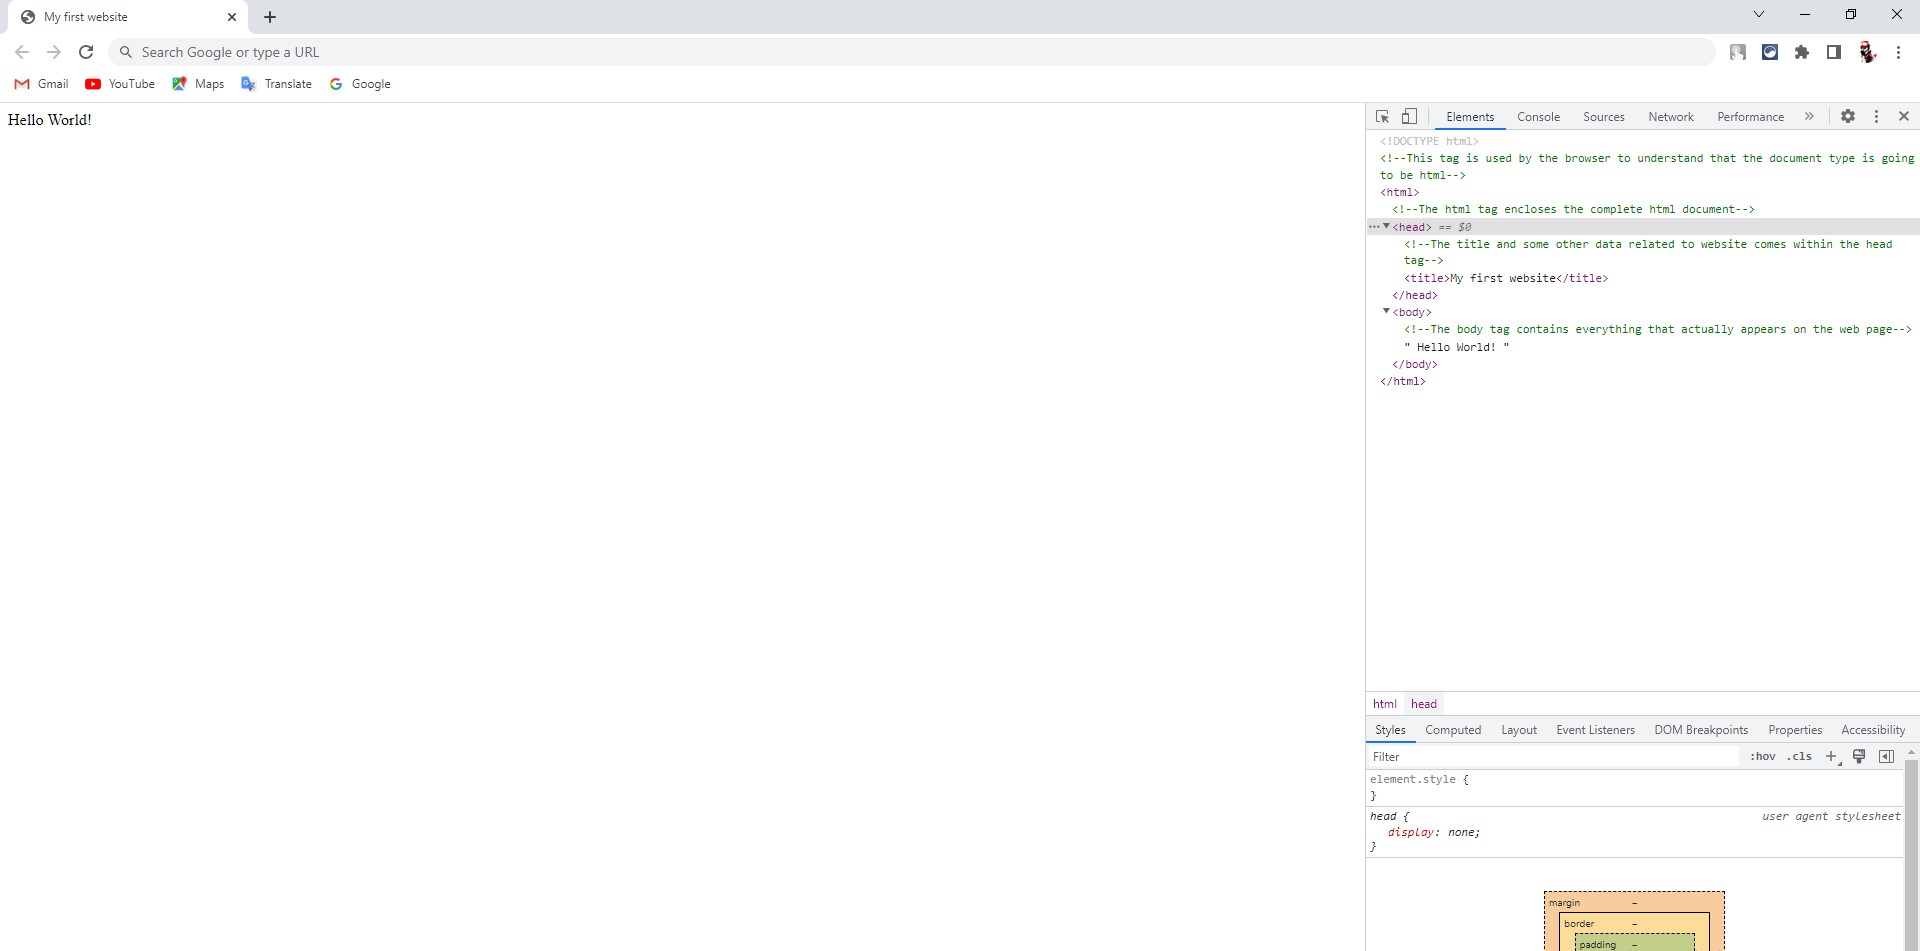 My first website
Search Google or type a URL
Gmail YouTube Maps Translate Google
Hello World!
Elements Console Sources Network Performance »
<!DOCTYPE html>
<!--This tag is used by the browser to understand that the document type is going
to be html-->
<html>
<!--The html tag encloses the complete html document-->
<head> == $0
<!--The title and some other data related to website comes within the head
tag-->
<title>My first website</title>
</head>
<body>
<!--The body tag contains everything that actually appears on the web page-->
" Hello World! "
</body>
</html>
html head
Styles Computed Layout Event Listeners DOM Breakpoints Properties Accessibility
Filter :hov .cls +
element.style {
}
head { user agent stylesheet
display: none;
}
margin –
border –
padding –